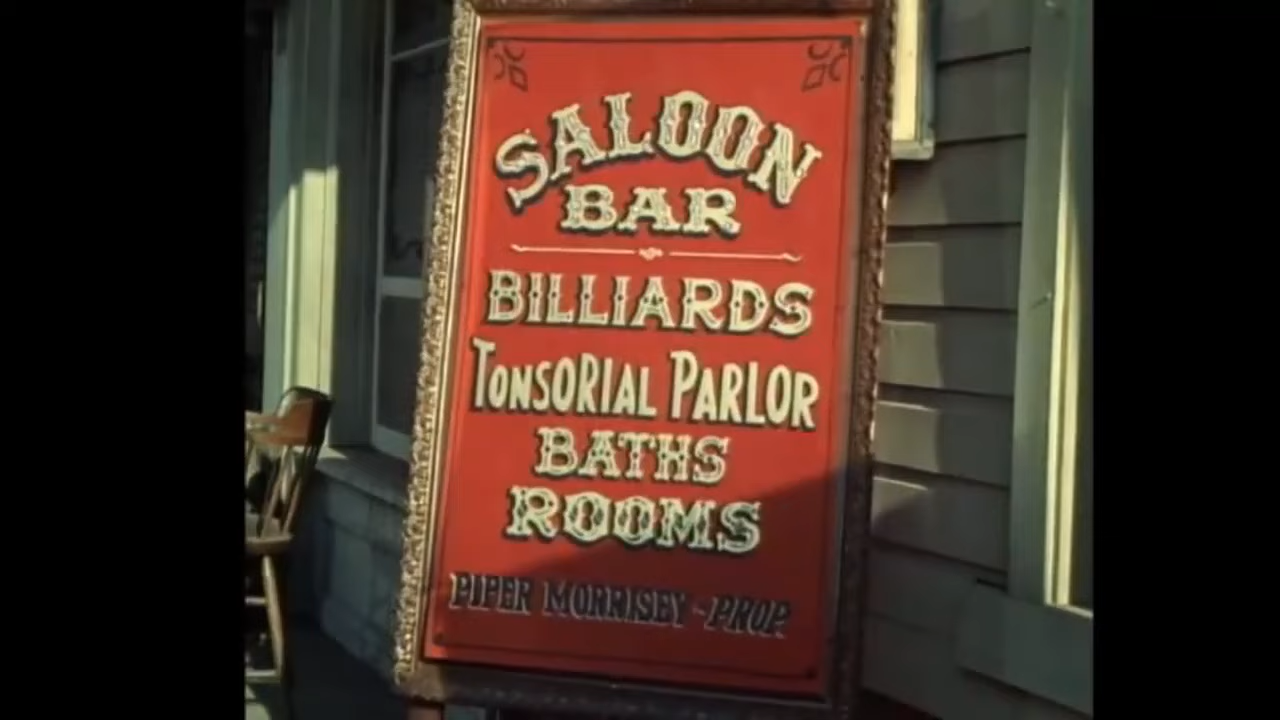 SALOON
BAR
BILLIARDS
TONSORIAL PARLOR
BATHS
ROOMS
PIPER MORRISEY - PROP.